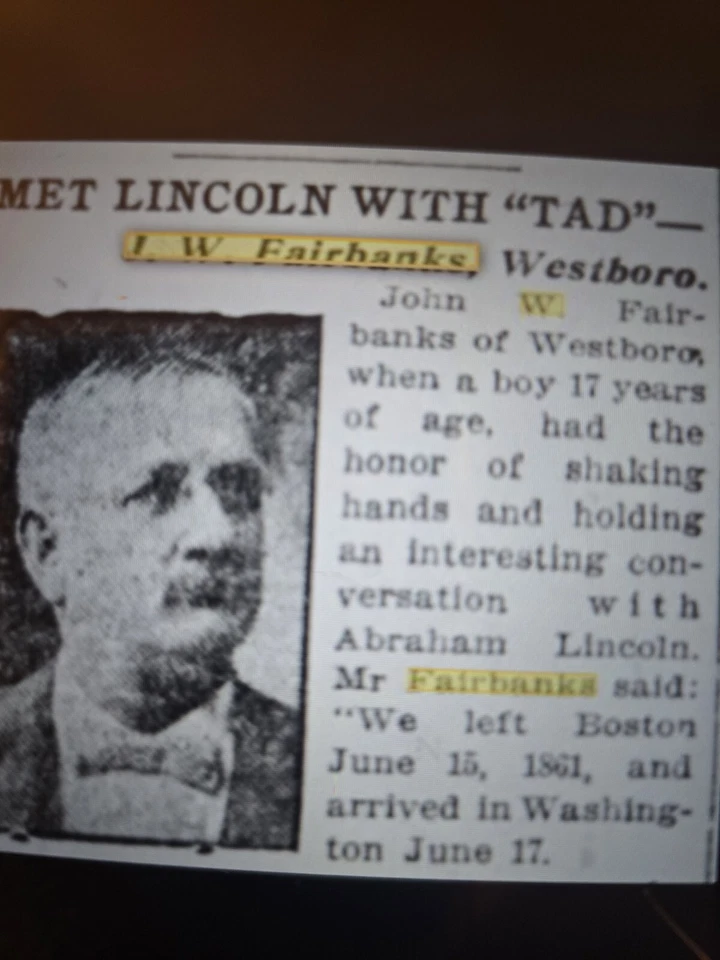 MET LINCOLN WITH “TAD”—
J. W. Fairbanks, Westboro.
John W. Fair-
banks of Westboro,
when a boy 17 years
of age, had the
honor of shaking
hands and holding
an interesting con-
versation with
Abraham Lincoln.
Mr Fairbanks said:
“We left Boston
June 15, 1861, and
arrived in Washing-
ton June 17.